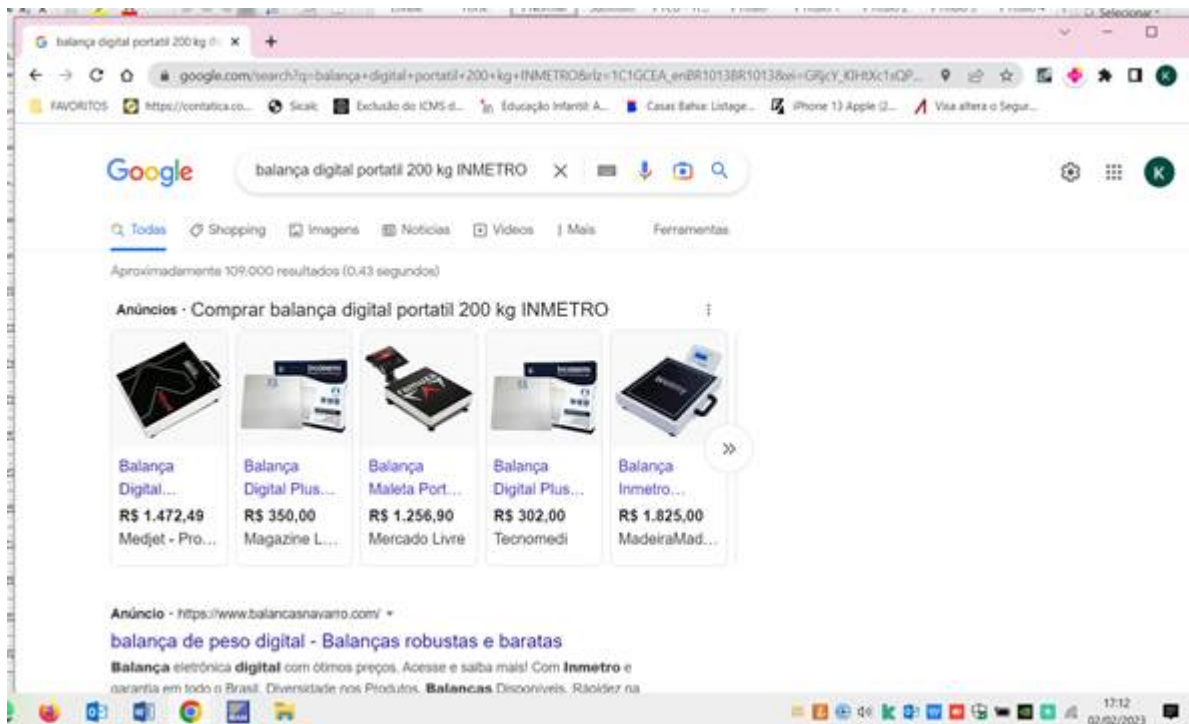 Selecionar
balança digital portatil 200 kg
google.com/search?q=balança+digital+portatil+200+kg+INMETRO&rlz=1C1GCEA_enBR1013BR1013&
FAVORITOS https://contatica.co... Sicalc Exclusão do ICMS d... Educação Infantil: A... Casas Bahia: Listage... iPhone 13 Apple (2... Visa altera o Segur...
Google balança digital portatil 200 kg INMETRO K
Todas Shopping Imagens Notícias Vídeos Mais Ferramentas
Aproximadamente 109.000 resultados (0,43 segundos)
Anúncios · Comprar balança digital portatil 200 kg INMETRO
Balança Balança Balança Balança Balança
Digital... Digital Plus... Maleta Port... Digital Plus... Inmetro...
R$ 1.472,49 R$ 350,00 R$ 1.256,90 R$ 302,00 R$ 1.825,00
Medjet - Pro... Magazine L... Mercado Livre Tecnomedi MadeiraMad...
Anúncio · https://www.balancasnavarro.com/
balança de peso digital - Balanças robustas e baratas
Balança eletrônica digital com ótimos preços. Acesse e saiba mais! Com Inmetro e
garantia em todo o Brasil. Diversidade nos Produtos. Balanças Disponíveis. Rapidez na
17:12
02/02/2023